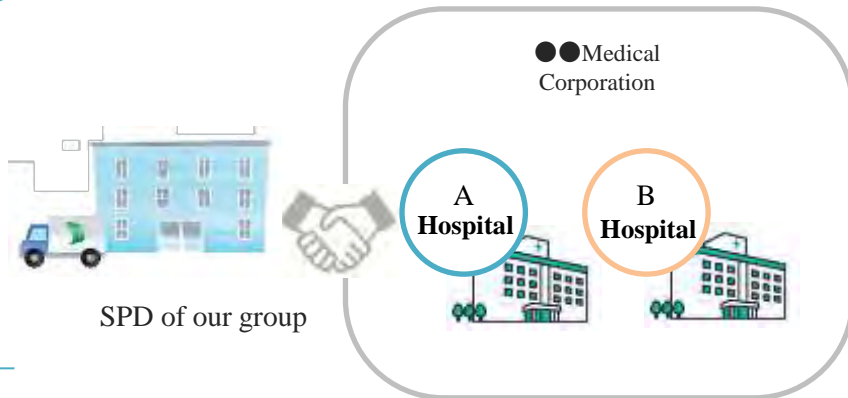 ●●Medical
Corporation
A
Hospital
B
Hospital
SPD of our group